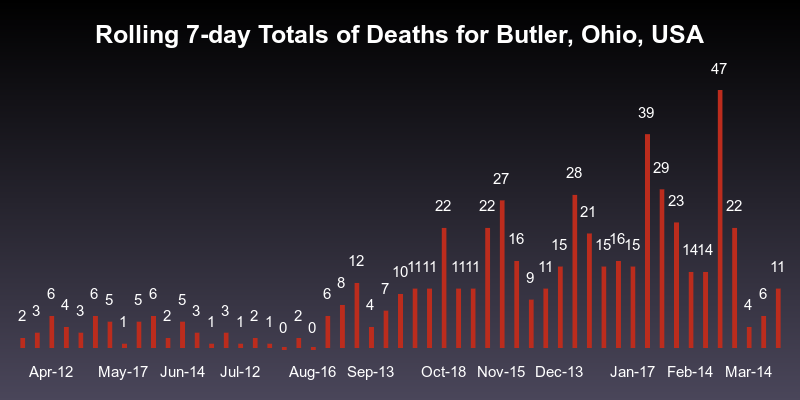 Rolling 7-day Totals of Deaths for Butler, Ohio, USA
2 3 6 4 3 6 5 1 5 6 2 5 3 1 3 1 2 1 0 2 0 6 8 12 4 7 10 11 11 22 11 11 22 27 16 9 11 15 28 21 15 16 15 39 29 23 14 14 47 22 4 6 11
Apr-12 May-17 Jun-14 Jul-12 Aug-16 Sep-13 Oct-18 Nov-15 Dec-13 Jan-17 Feb-14 Mar-14